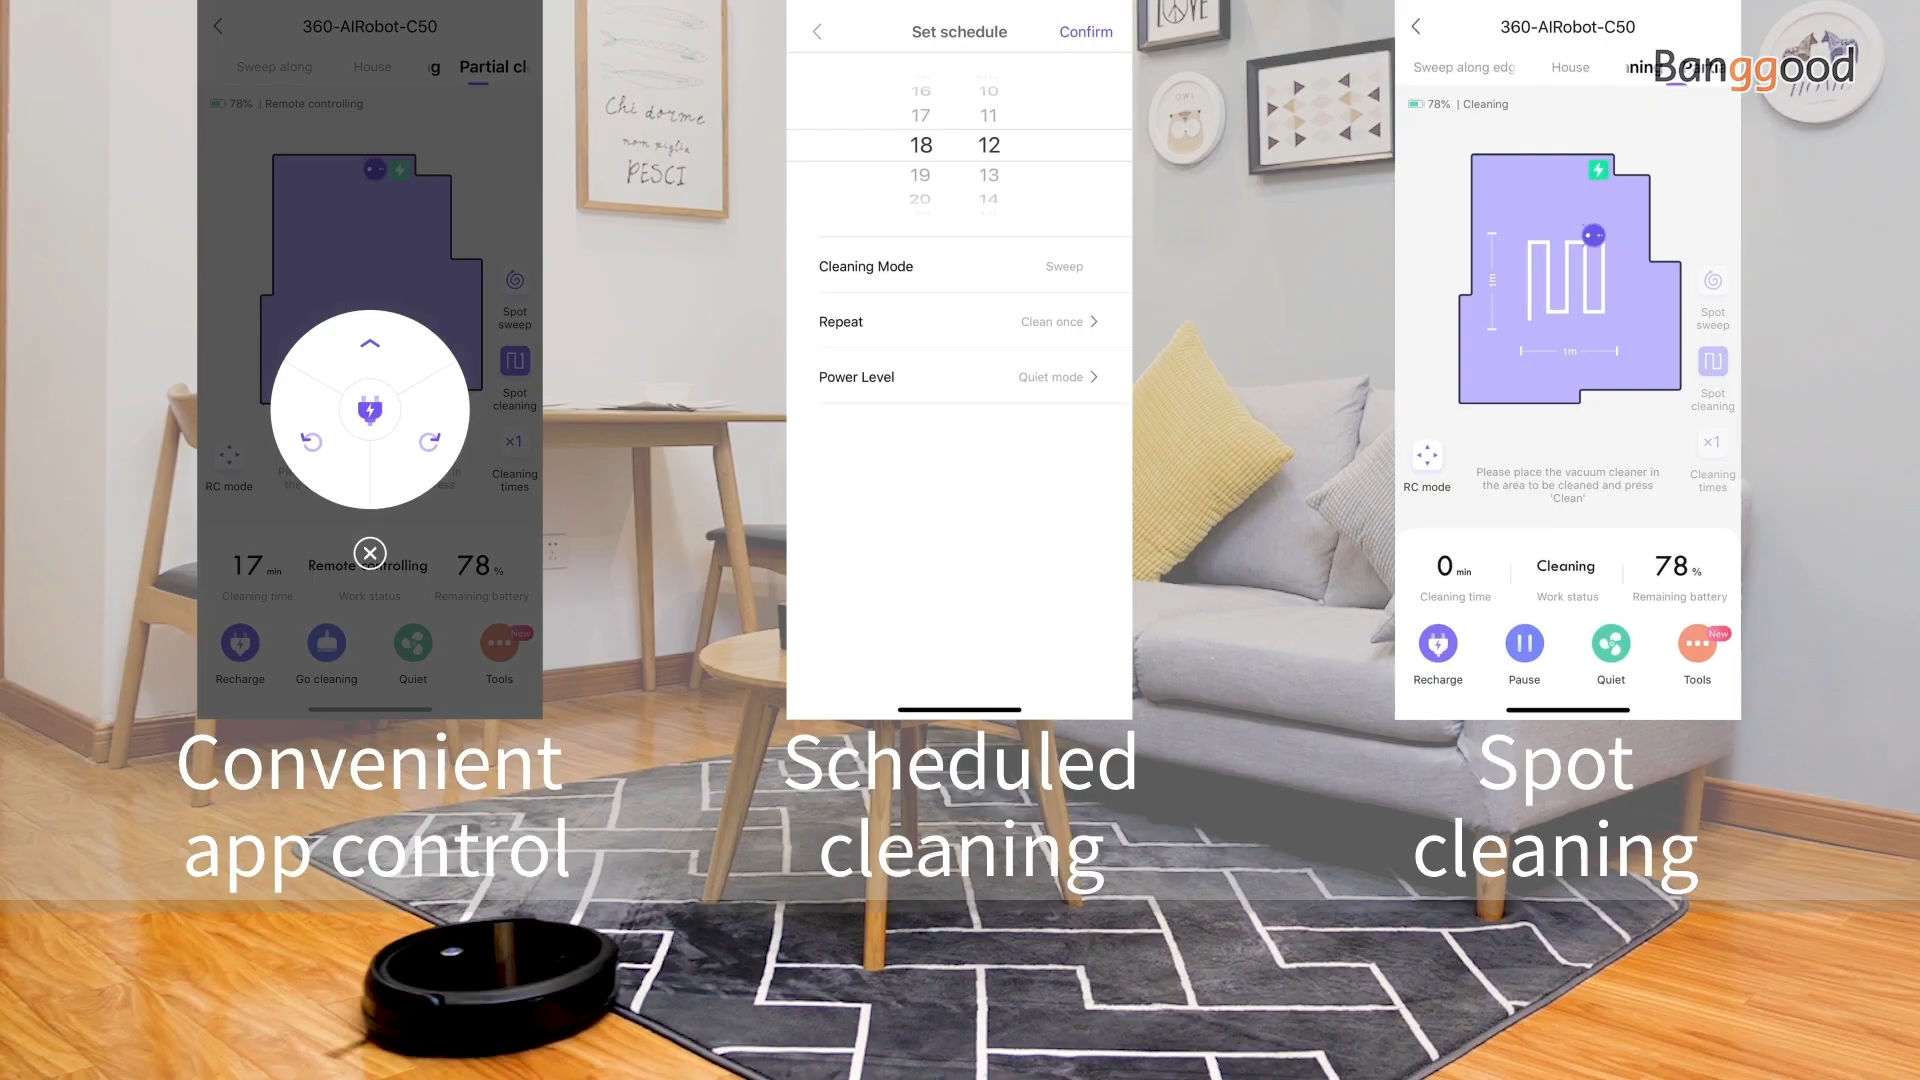 360-AIRobot-C50
Sweep along
House
g
Partial cl
78% | Remote controlling
Spot
sweep
Spot
cleaning
×1
Cleaning
times
RC mode
17 min
Remote controlling
78 %
Cleaning time
Work status
Remaining battery
New
Recharge
Go cleaning
Quiet
Tools
Convenient
app control
Chi dorme
non piglia
PESCI
Set schedule
Confirm
16 10
17 11
18 12
19 13
20 14
Cleaning Mode
Sweep
Repeat
Clean once
Power Level
Quiet mode
Scheduled
cleaning
LOVE
OWL
360-AIRobot-C50
Sweep along edg
House
ning
Banggood
78% | Cleaning
1m
1m
Spot
sweep
Spot
cleaning
×1
Cleaning
times
RC mode
Please place the vacuum cleaner in
the area to be cleaned and press
'Clean'
0 min
Cleaning
78 %
Cleaning time
Work status
Remaining battery
New
Recharge
Pause
Quiet
Tools
Spot
cleaning